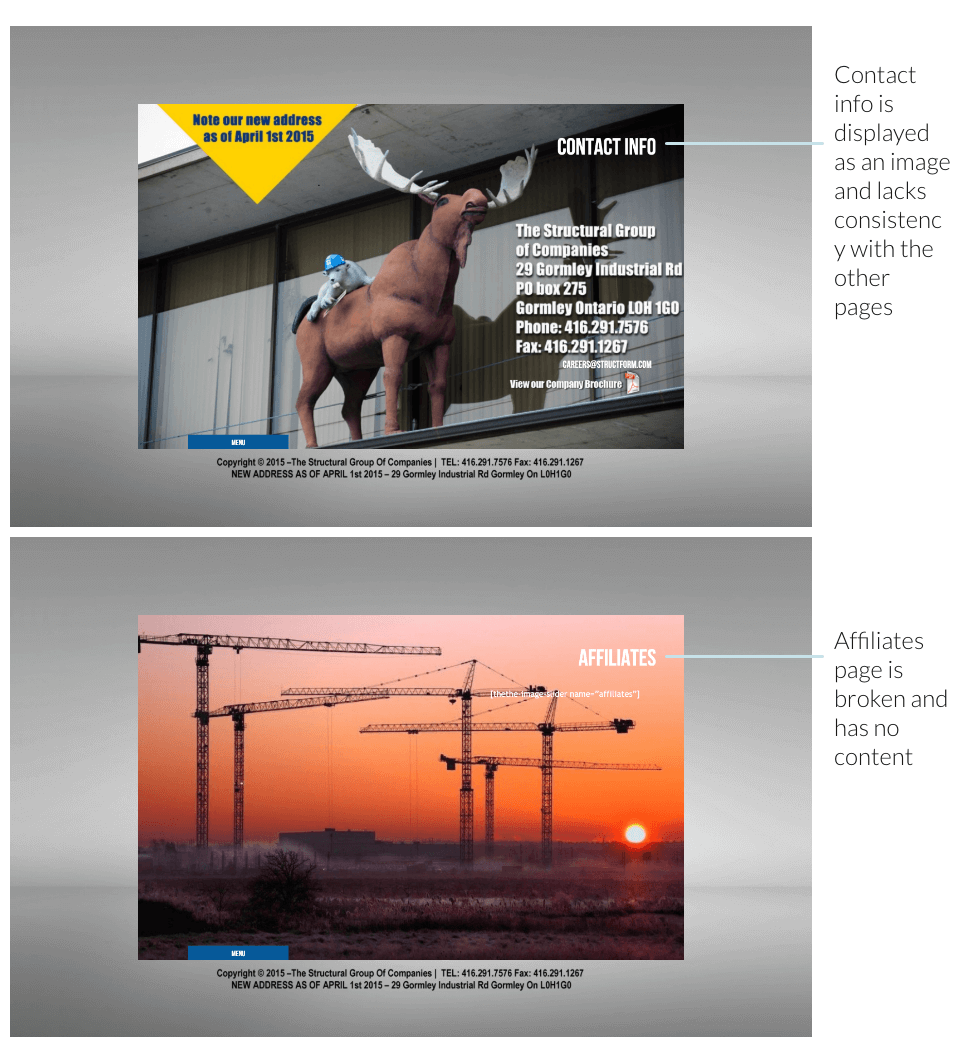 Note our new address
as of April 1st 2015
CONTACT INFO
The Structural Group
of Companies
29 Gormley Industrial Rd
PO box 275
Gormley Ontario LOH 1G0
Phone: 416.291.7576
Fax: 416.291.1267
CAREERS@STRUCTFORM.COM
View our Company Brochure
MENU
Copyright © 2015 –The Structural Group Of Companies | TEL: 416.291.7576 Fax: 416.291.1267
NEW ADDRESS AS OF APRIL 1st 2015 – 29 Gormley Industrial Rd Gormley On L0H1G0
Contact
info is
displayed
as an image
and lacks
consistenc
y with the
other
pages
AFFILIATES
[thethe-image-slider name="affiliates"]
MENU
Copyright © 2015 –The Structural Group Of Companies | TEL: 416.291.7576 Fax: 416.291.1267
NEW ADDRESS AS OF APRIL 1st 2015 – 29 Gormley Industrial Rd Gormley On L0H1G0
Affiliates
page is
broken and
has no
content